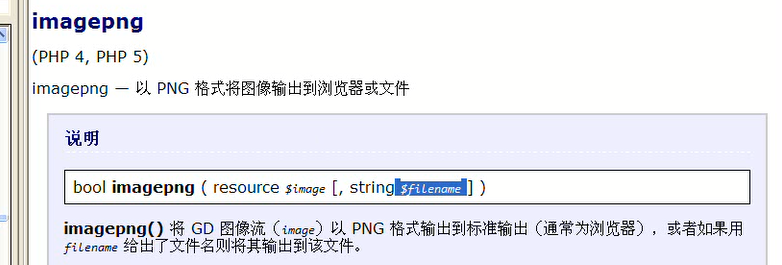 imagepng
(PHP 4, PHP 5)
imagepng — 以 PNG 格式将图像输出到浏览器或文件
说明
bool imagepng ( resource $image [, string $filename ] )
imagepng() 将 GD 图像流（image）以 PNG 格式输出到标准输出（通常为浏览器），或者如果用
filename 给出了文件名则将其输出到该文件。